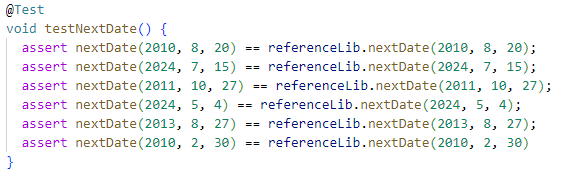 @Test
void testNextDate() {
  assert nextDate(2010, 8, 20) == referenceLib.nextDate(2010, 8, 20);
  assert nextDate(2024, 7, 15) == referenceLib.nextDate(2024, 7, 15);
  assert nextDate(2011, 10, 27) == referenceLib.nextDate(2011, 10, 27);
  assert nextDate(2024, 5, 4) == referenceLib.nextDate(2024, 5, 4);
  assert nextDate(2013, 8, 27) == referenceLib.nextDate(2013, 8, 27);
  assert nextDate(2010, 2, 30) == referenceLib.nextDate(2010, 2, 30)
}